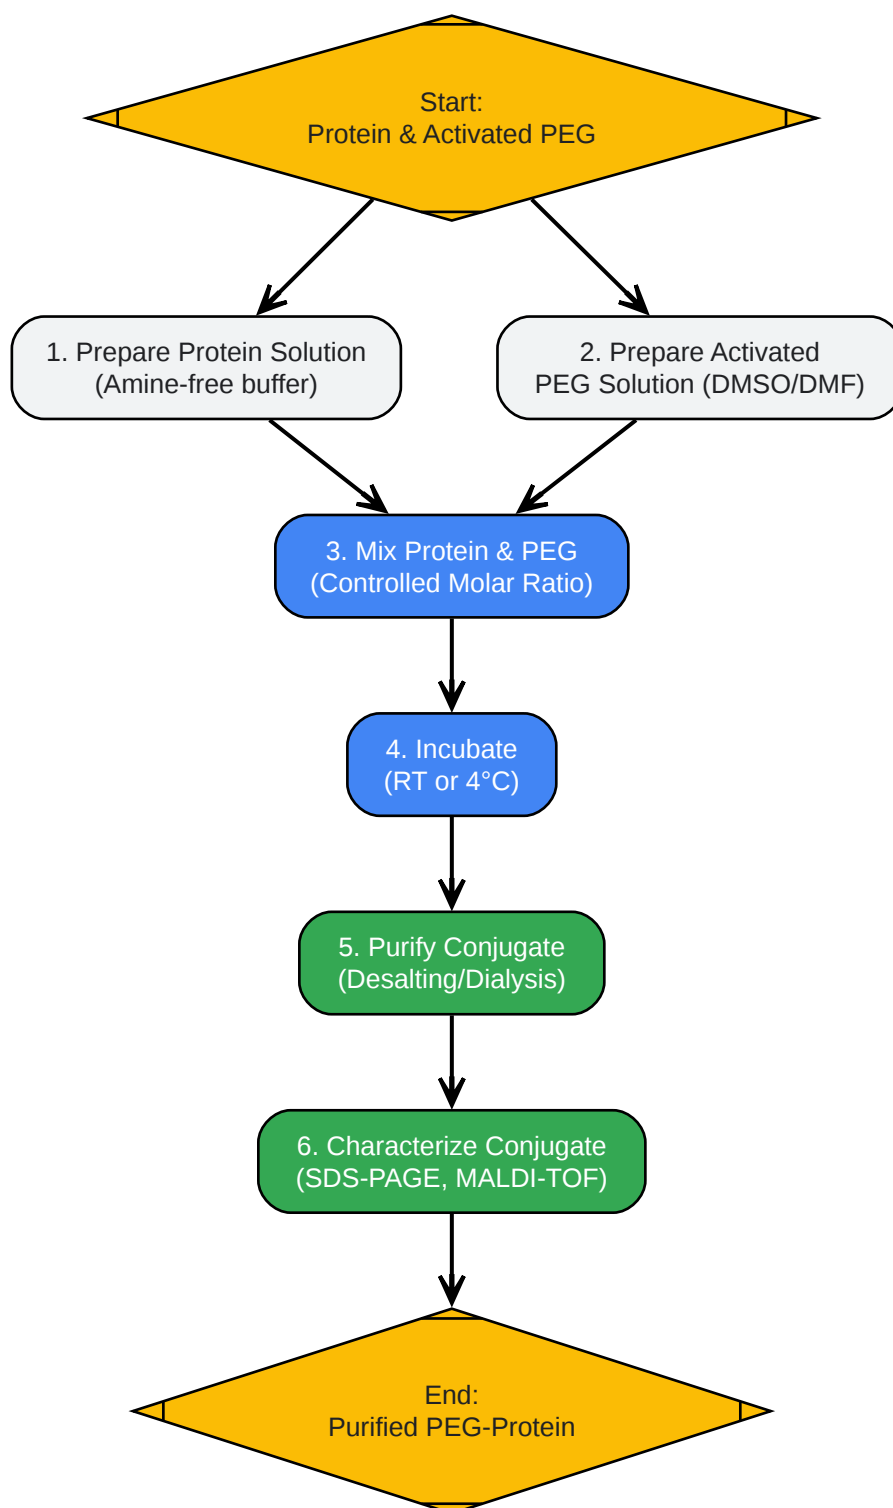 Start:
Protein & Activated PEG
1. Prepare Protein Solution
(Amine-free buffer)
2. Prepare Activated
PEG Solution (DMSO/DMF)
3. Mix Protein & PEG
(Controlled Molar Ratio)
4. Incubate
(RT or 4°C)
5. Purify Conjugate
(Desalting/Dialysis)
6. Characterize Conjugate
(SDS-PAGE, MALDI-TOF)
End:
Purified PEG-Protein